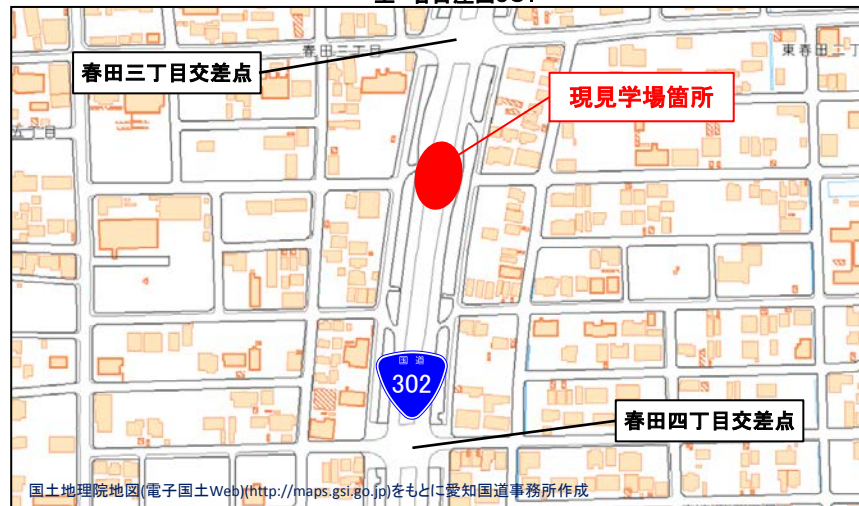 春田三丁目
東春田二丁
春田三丁目交差点
現見学場箇所
五丁目
国道
302
春田四丁目交差点
国土地理院地図(電子国土Web)(http://maps.gsi.go.jp)をもとに愛知国道事務所作成